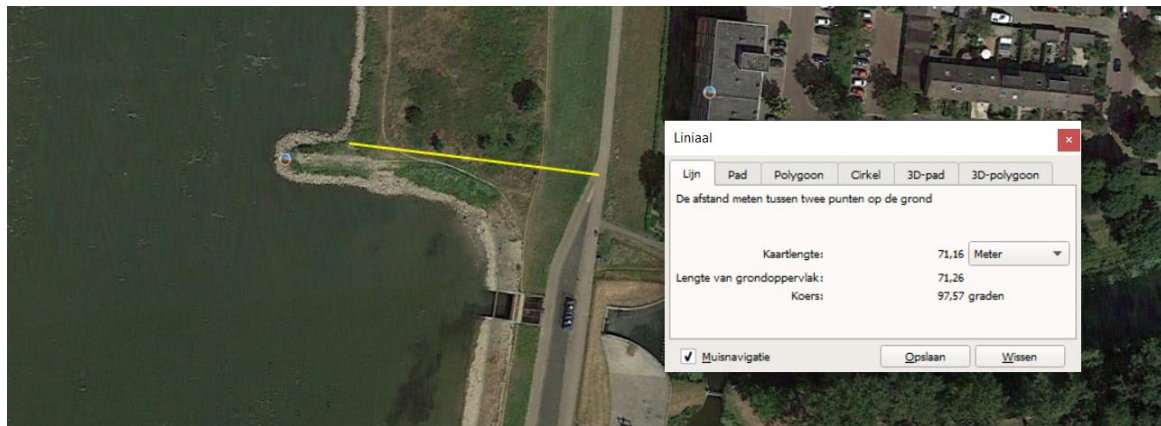 Liniaal
Lijn Pad Polygoon Cirkel 3D-pad 3D-polygoon
De afstand meten tussen twee punten op de grond
Kaartlengte: 71,16 Meter
Lengte van grondoppervlak: 71,26
Koers: 97,57 graden
Muisnavigatie Opslaan Wissen